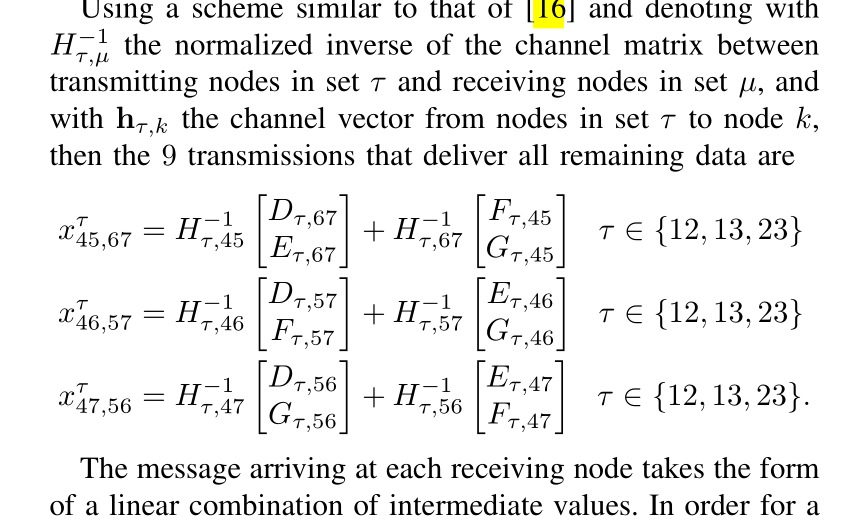 Using a scheme similar to that of [16] and denoting with
$H_{\tau,\mu}^{-1}$ the normalized inverse of the channel matrix between
transmitting nodes in set $\tau$ and receiving nodes in set $\mu$, and
with $\mathbf{h}_{\tau,k}$ the channel vector from nodes in set $\tau$ to node $k$,
then the 9 transmissions that deliver all remaining data are
$x_{45,67}^{\tau} = H_{\tau,45}^{-1} \begin{bmatrix} D_{\tau,67} \\ E_{\tau,67} \end{bmatrix} + H_{\tau,67}^{-1} \begin{bmatrix} F_{\tau,45} \\ G_{\tau,45} \end{bmatrix} \quad \tau \in \{12, 13, 23\}$
$x_{46,57}^{\tau} = H_{\tau,46}^{-1} \begin{bmatrix} D_{\tau,57} \\ F_{\tau,57} \end{bmatrix} + H_{\tau,57}^{-1} \begin{bmatrix} E_{\tau,46} \\ G_{\tau,46} \end{bmatrix} \quad \tau \in \{12, 13, 23\}$
$x_{47,56}^{\tau} = H_{\tau,47}^{-1} \begin{bmatrix} D_{\tau,56} \\ G_{\tau,56} \end{bmatrix} + H_{\tau,56}^{-1} \begin{bmatrix} E_{\tau,47} \\ F_{\tau,47} \end{bmatrix} \quad \tau \in \{12, 13, 23\}.$
The message arriving at each receiving node takes the form
of a linear combination of intermediate values. In order for a